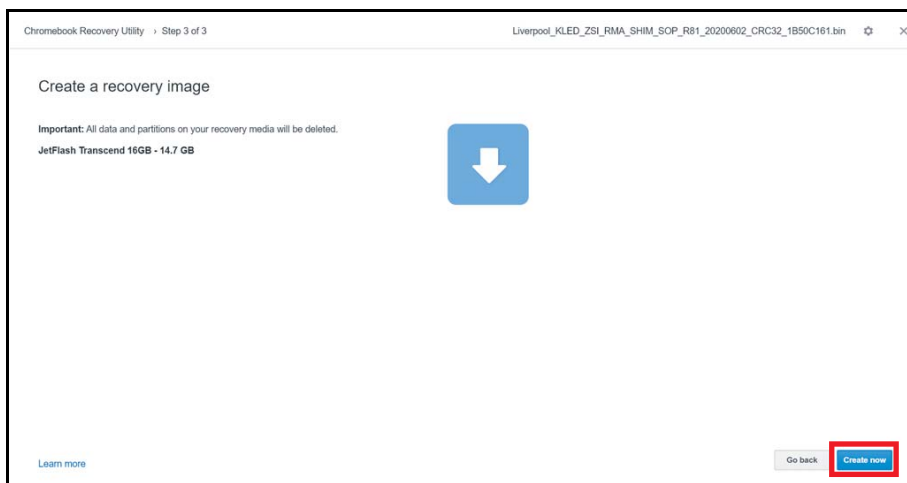 Chromebook Recovery Utility › Step 3 of 3
Liverpool_KLED_ZSI_RMA_SHIM_SOP_R81_20200602_CRC32_1B50C161.bin
Create a recovery image
Important: All data and partitions on your recovery media will be deleted.
JetFlash Transcend 16GB - 14.7 GB
Learn more
Go back
Create now